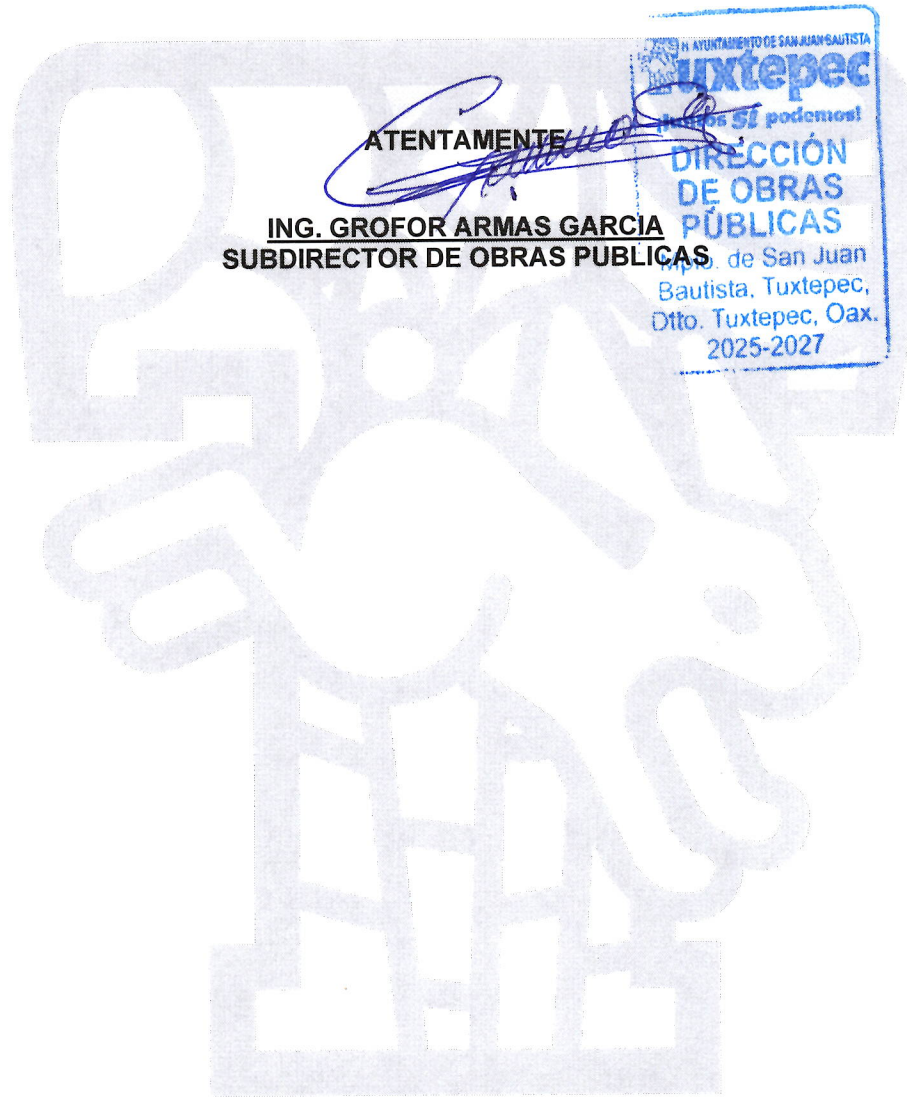 ATENTAMENTE
ING. GROFOR ARMAS GARCIA
SUBDIRECTOR DE OBRAS PUBLICAS
H. AYUNTAMIENTO DE SAN JUAN BAUTISTA
Tuxtepec
¡Juntos SÍ podemos!
DIRECCIÓN
DE OBRAS
PÚBLICAS
Mpio. de San Juan
Bautista, Tuxtepec,
Dtto. Tuxtepec, Oax.
2025-2027